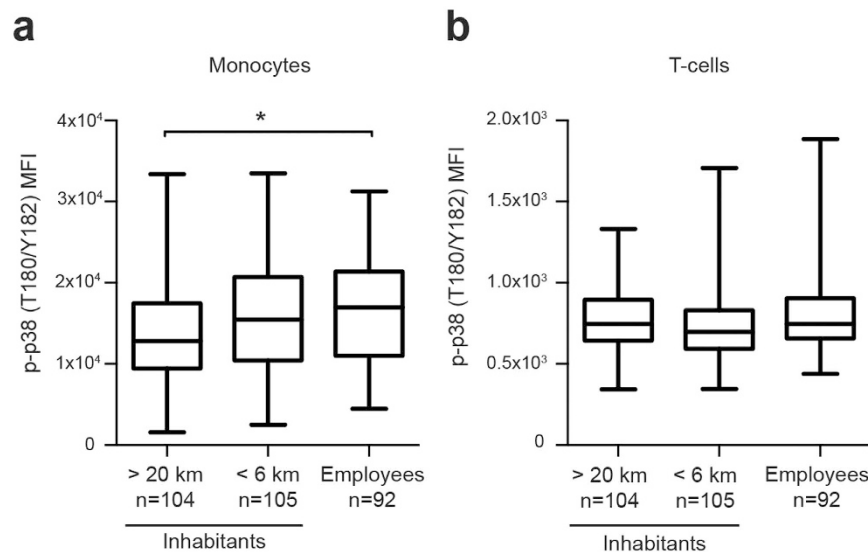 a
Monocytes
p-p38 (T180/Y182) MFI
4x10⁴
3x10⁴
2x10⁴
1x10⁴
0
*
> 20 km
n=104
< 6 km
n=105
Employees
n=92
Inhabitants
b
T-cells
p-p38 (T180/Y182) MFI
2.0x10³
1.5x10³
1.0x10³
0.5x10³
0
> 20 km
n=104
< 6 km
n=105
Employees
n=92
Inhabitants